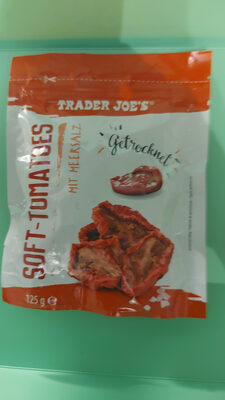 TRADER JOE'S
Getrocknet
SOFT-TOMATOES
MIT MEERSALZ
125 g e